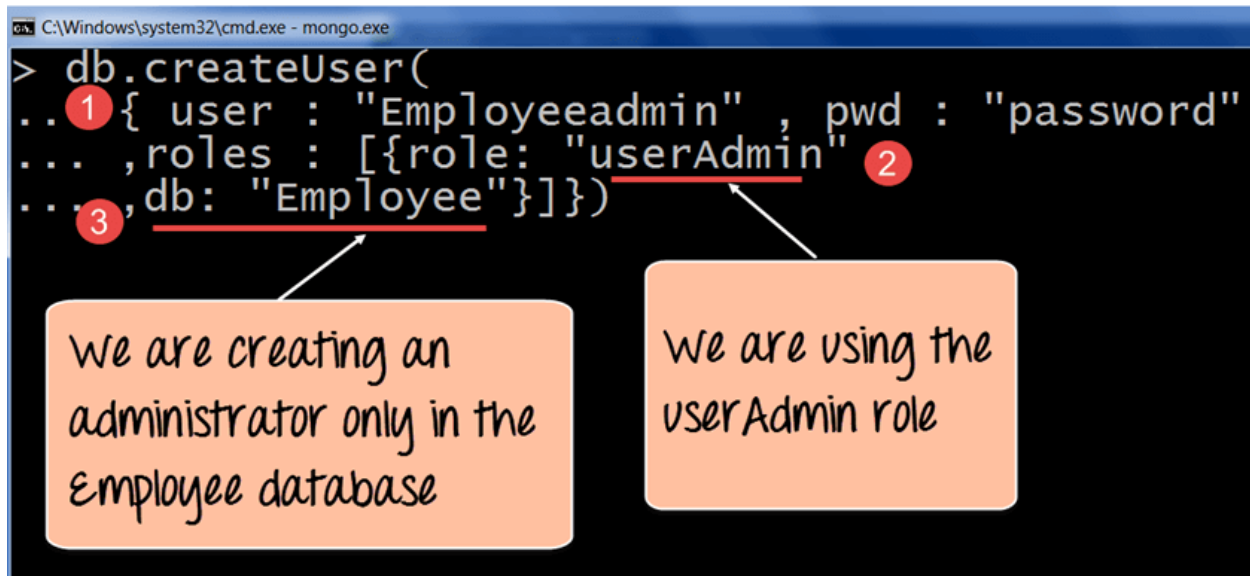 C:\Windows\system32\cmd.exe - mongo.exe
> db.createUser(
.. 1 { user : "Employeeadmin" , pwd : "password"
... ,roles : [{role: "userAdmin" 2
... 3 ,db: "Employee"}]})
We are creating an
administrator only in the
Employee database
We are using the
userAdmin role